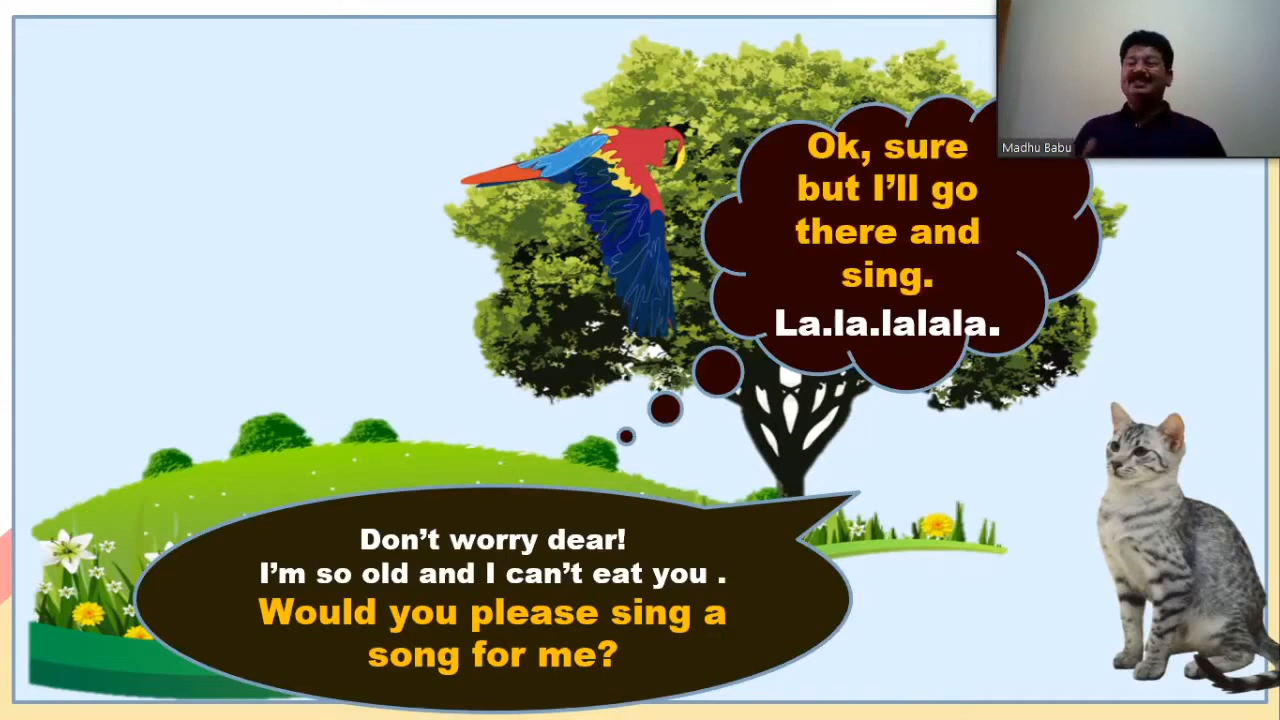 Ok, sure
but I'll go
there and
sing.
La.la.lalala.
Madhu Babu
Don't worry dear!
I'm so old and I can't eat you .
Would you please sing a
song for me?